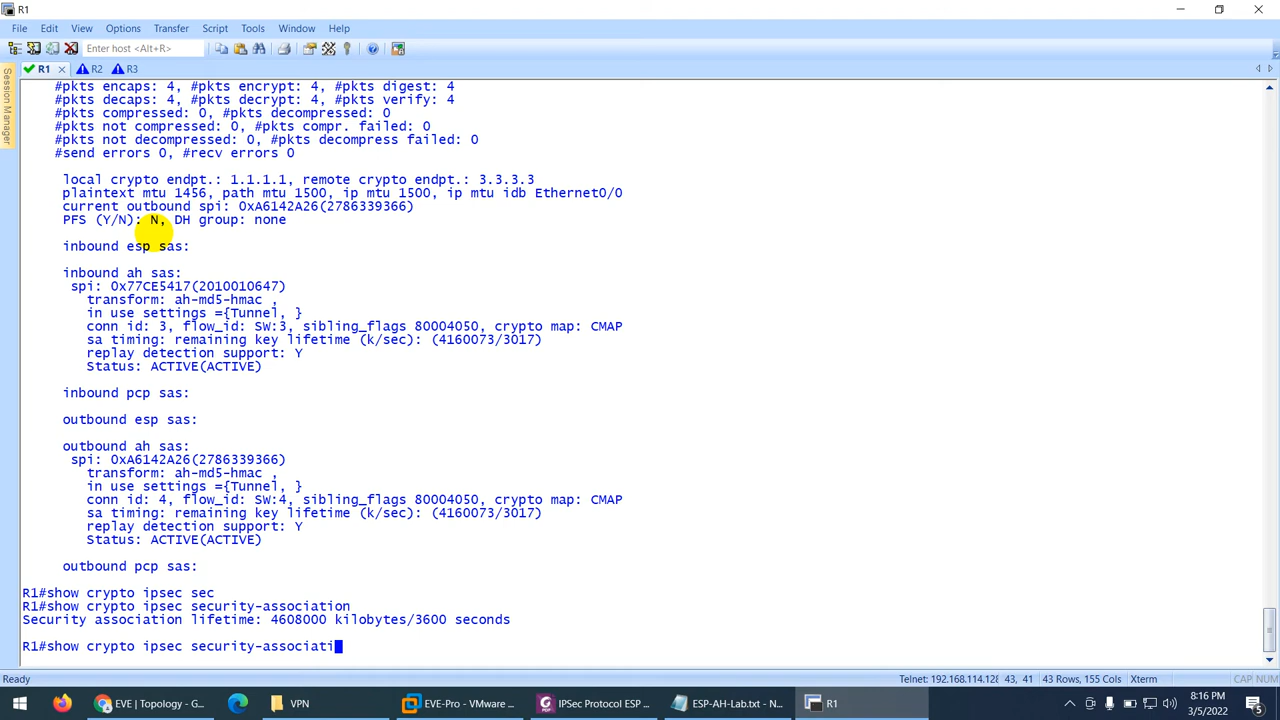 R1
File Edit View Options Transfer Script Tools Window Help
Enter host <Alt+R>
R1 R2 R3
Session Manager
#pkts encaps: 4, #pkts encrypt: 4, #pkts digest: 4
#pkts decaps: 4, #pkts decrypt: 4, #pkts verify: 4
#pkts compressed: 0, #pkts decompressed: 0
#pkts not compressed: 0, #pkts compr. failed: 0
#pkts not decompressed: 0, #pkts decompress failed: 0
#send errors 0, #recv errors 0
local crypto endpt.: 1.1.1.1, remote crypto endpt.: 3.3.3.3
plaintext mtu 1456, path mtu 1500, ip mtu 1500, ip mtu idb Ethernet0/0
current outbound spi: 0xA6142A26(2786339366)
PFS (Y/N): N, DH group: none
inbound esp sas:
inbound ah sas:
spi: 0x77CE5417(2010010647)
transform: ah-md5-hmac ,
in use settings ={Tunnel, }
conn id: 3, flow_id: SW:3, sibling_flags 80004050, crypto map: CMAP
sa timing: remaining key lifetime (k/sec): (4160073/3017)
replay detection support: Y
Status: ACTIVE(ACTIVE)
inbound pcp sas:
outbound esp sas:
outbound ah sas:
spi: 0xA6142A26(2786339366)
transform: ah-md5-hmac ,
in use settings ={Tunnel, }
conn id: 4, flow_id: SW:4, sibling_flags 80004050, crypto map: CMAP
sa timing: remaining key lifetime (k/sec): (4160073/3017)
replay detection support: Y
Status: ACTIVE(ACTIVE)
outbound pcp sas:
R1#show crypto ipsec sec
R1#show crypto ipsec security-association
Security association lifetime: 4608000 kilobytes/3600 seconds
R1#show crypto ipsec security-associati
Ready Telnet: 192.168.114.128 43, 41 43 Rows, 155 Cols Xterm CAP NUM
EVE | Topology - G... VPN EVE-Pro - VMware ... IPSec Protocol ESP ... ESP-AH-Lab.txt - N... R1
8:16 PM
3/5/2022
5